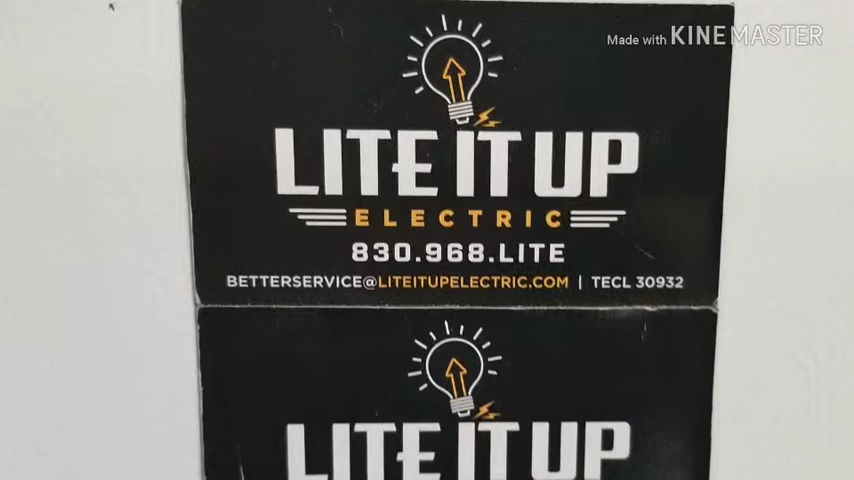 Made with KINEMASTER
LITE IT UP
ELECTRIC
830.968.LITE
BETTERSERVICE@LITEITUPELECTRIC.COM | TECL 30932
LITE IT UP